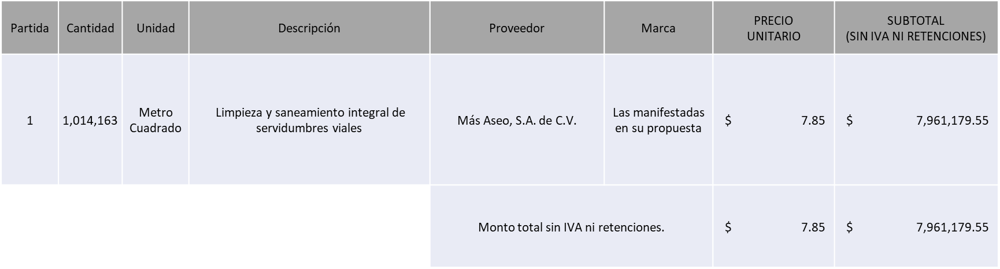 Partida Cantidad Unidad Descripción Proveedor Marca PRECIO UNITARIO SUBTOTAL (SIN IVA NI RETENCIONES)
1 1,014,163 Metro Cuadrado Limpieza y saneamiento integral de servidumbres viales Más Aseo, S.A. de C.V. Las manifestadas en su propuesta $ 7.85 $ 7,961,179.55
Monto total sin IVA ni retenciones. $ 7.85 $ 7,961,179.55